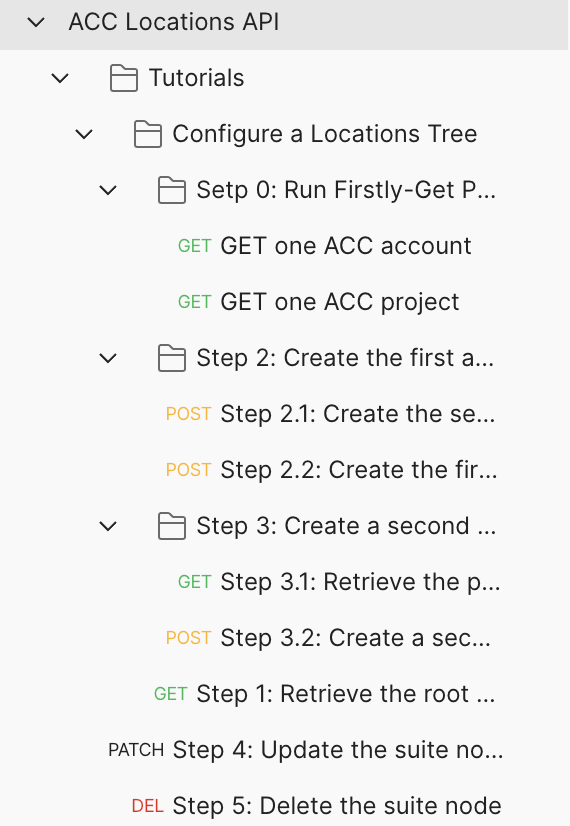 ACC Locations API
Tutorials
Configure a Locations Tree
Setp 0: Run Firstly-Get P...
GET GET one ACC account
GET GET one ACC project
Step 2: Create the first a...
POST Step 2.1: Create the se...
POST Step 2.2: Create the fir...
Step 3: Create a second ...
GET Step 3.1: Retrieve the p...
POST Step 3.2: Create a sec...
GET Step 1: Retrieve the root ...
PATCH Step 4: Update the suite no...
DEL Step 5: Delete the suite node